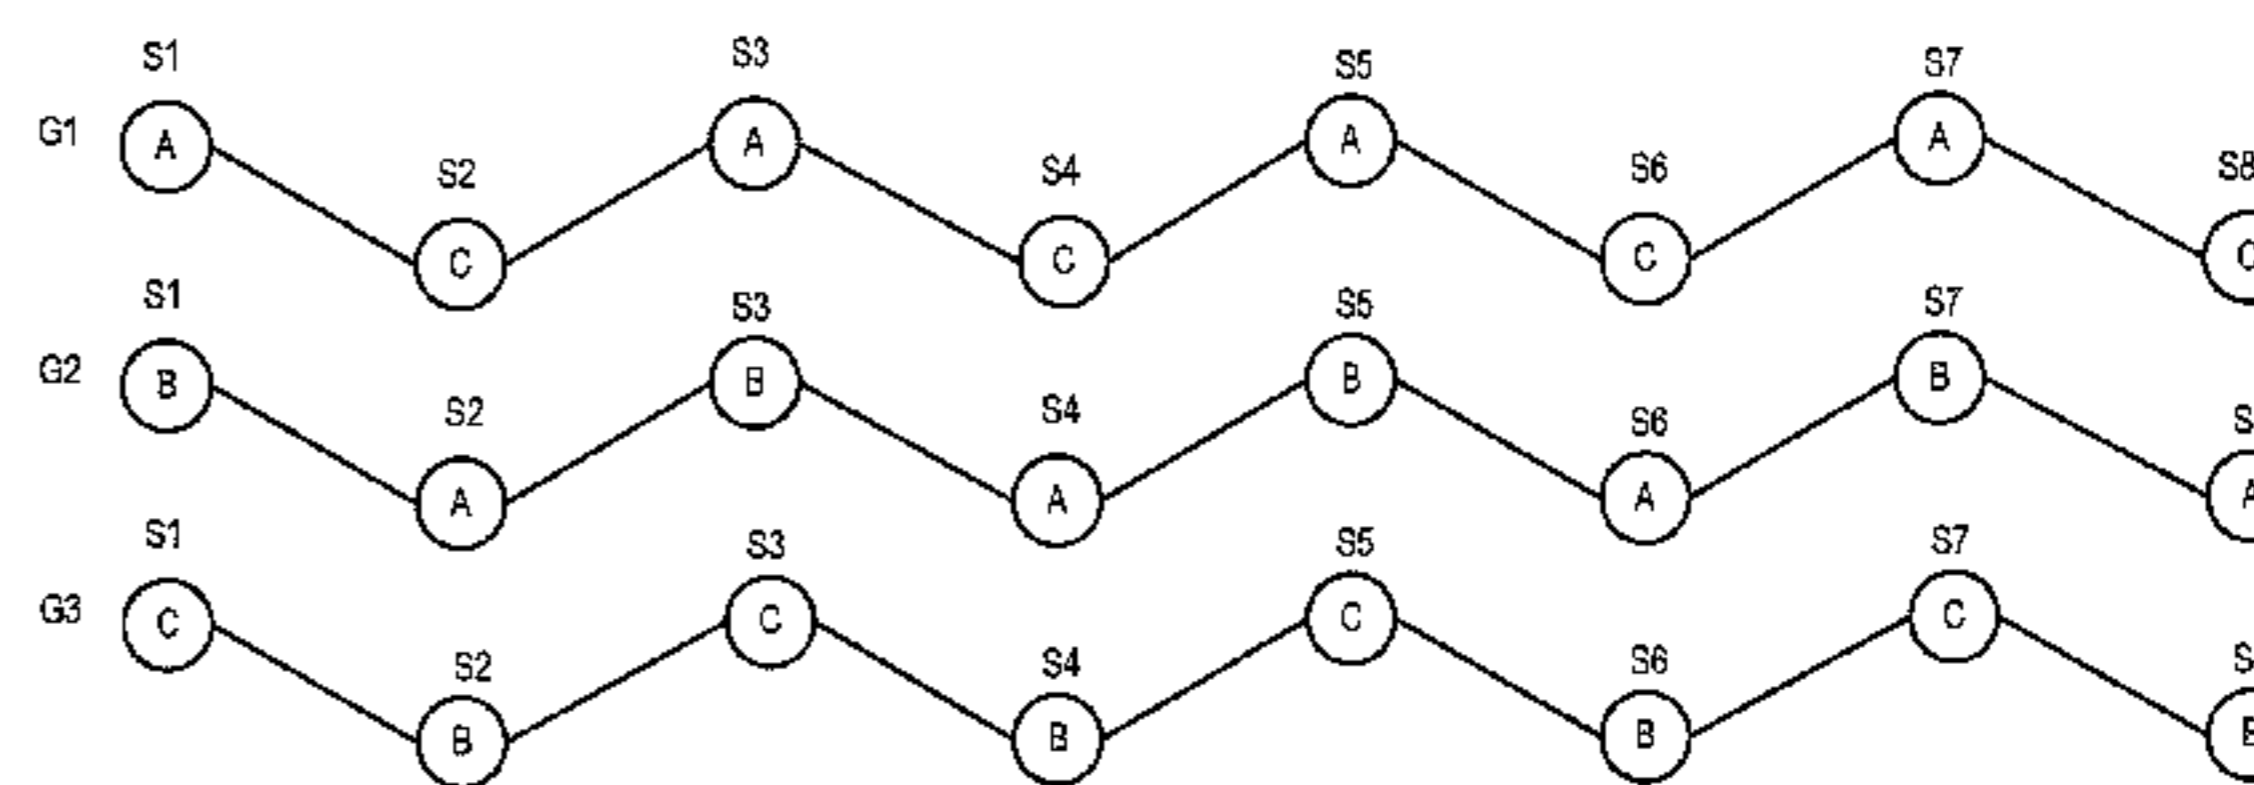 S1 S3 S5 S7
G1 A A A A
S2 S4 S6 S8
C C C
S1 S3 S5 S7
G2 B B B B
S2 S4 S6
A A A
S1 S3 S5 S7
G3 C C C C
S2 S4 S6
B B B